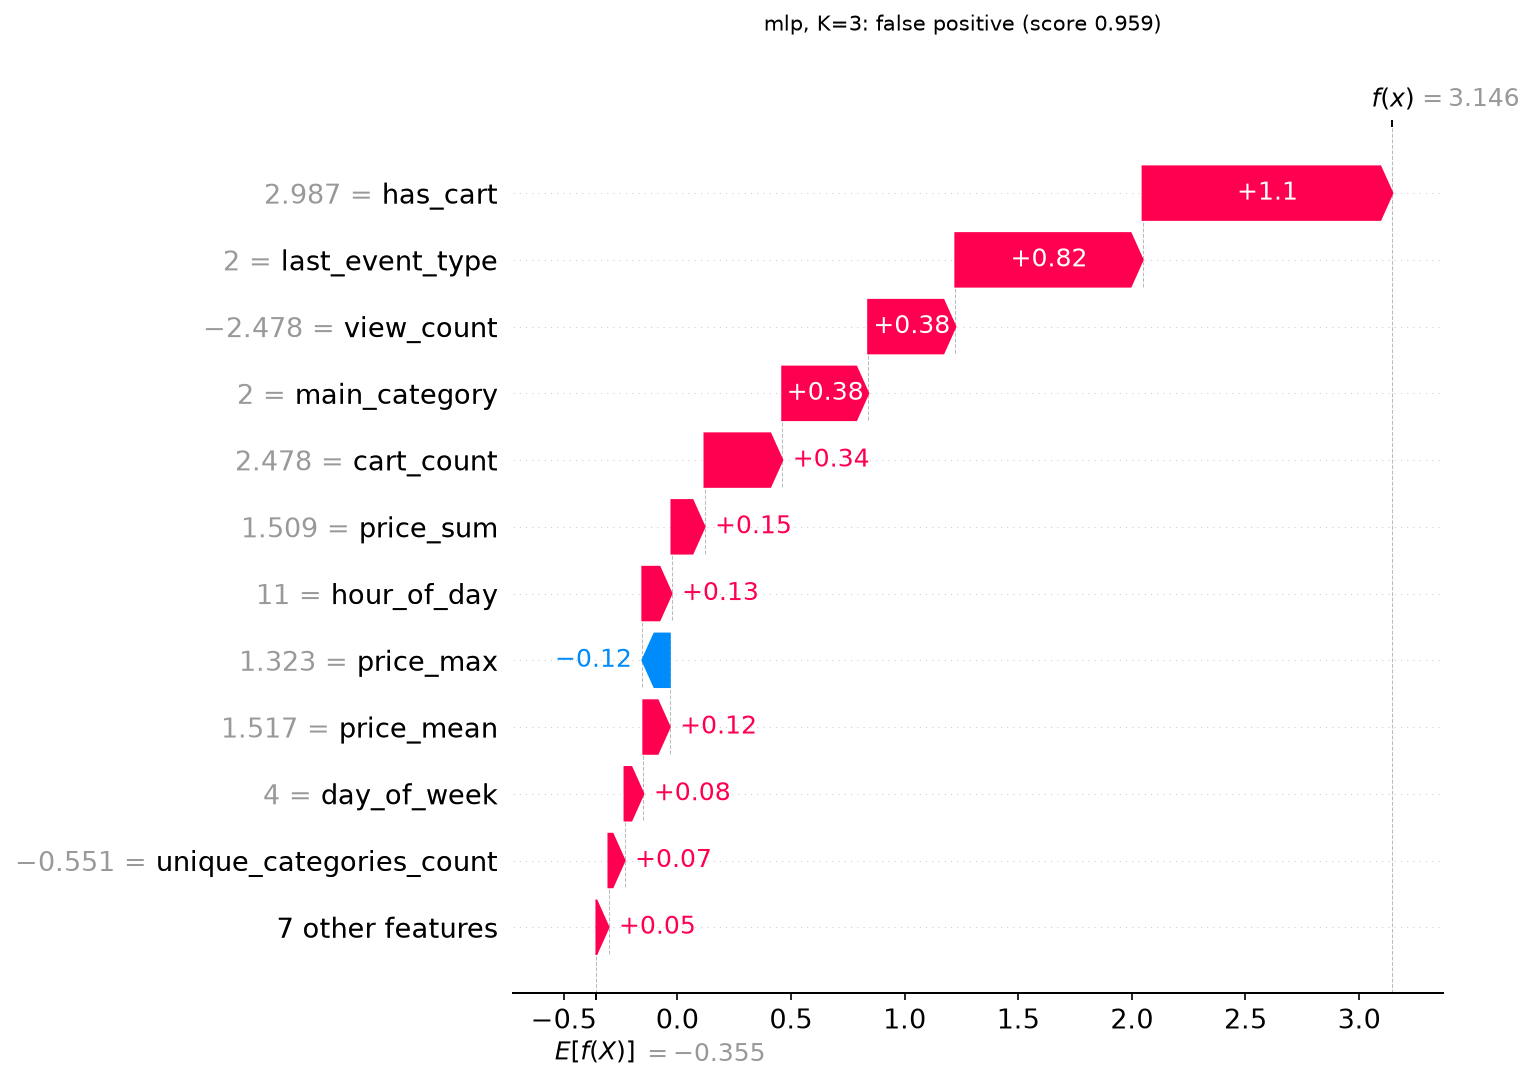 mlp, K=3: false positive (score 0.959)
f(x) = 3.146
2.987 = has_cart +1.1
2 = last_event_type +0.82
−2.478 = view_count +0.38
2 = main_category +0.38
2.478 = cart_count +0.34
1.509 = price_sum +0.15
11 = hour_of_day +0.13
1.323 = price_max −0.12
1.517 = price_mean +0.12
4 = day_of_week +0.08
−0.551 = unique_categories_count +0.07
7 other features +0.05
−0.5 0.0 0.5 1.0 1.5 2.0 2.5 3.0
E[f(X)] = −0.355